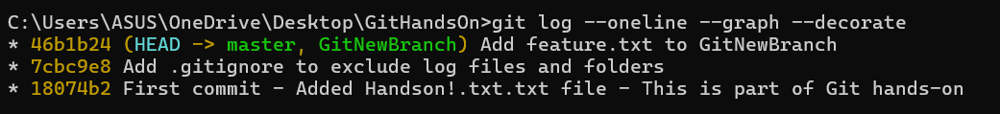 C:\Users\ASUS\OneDrive\Desktop\GitHandsOn>git log --oneline --graph --decorate
* 46b1b24 (HEAD -> master, GitNewBranch) Add feature.txt to GitNewBranch
* 7cbc9e8 Add .gitignore to exclude log files and folders
* 18074b2 First commit - Added Handson!.txt.txt file - This is part of Git hands-on